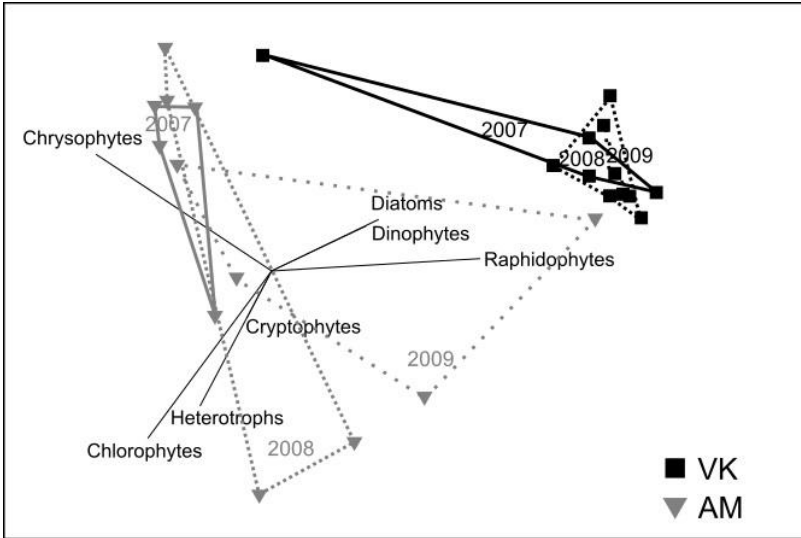 2007
2007
Chrysophytes
2008
2009
Diatoms
Dinophytes
Raphidophytes
Cryptophytes
2009
Heterotrophs
Chlorophytes
2008
VK
AM